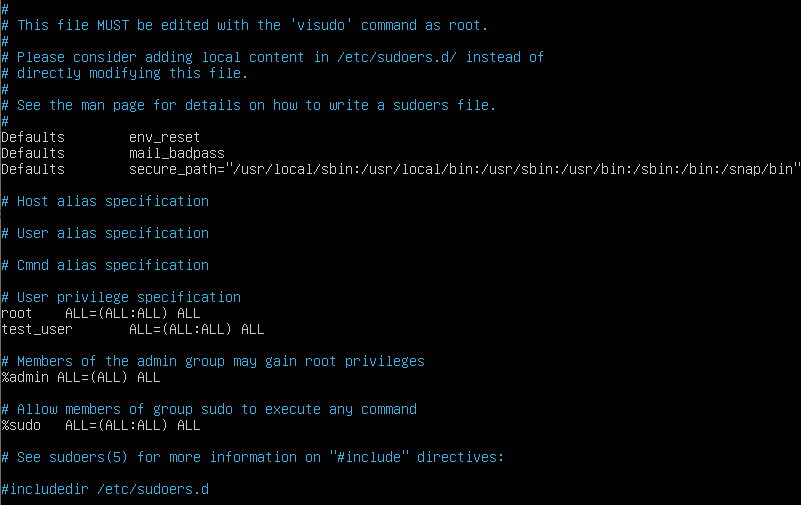 #
# This file MUST be edited with the 'visudo' command as root.
#
# Please consider adding local content in /etc/sudoers.d/ instead of
# directly modifying this file.
#
# See the man page for details on how to write a sudoers file.
#
Defaults        env_reset
Defaults        mail_badpass
Defaults        secure_path="/usr/local/sbin:/usr/local/bin:/usr/sbin:/usr/bin:/sbin:/bin:/snap/bin"

# Host alias specification

# User alias specification

# Cmnd alias specification

# User privilege specification
root    ALL=(ALL:ALL) ALL
test_user       ALL=(ALL:ALL) ALL

# Members of the admin group may gain root privileges
%admin ALL=(ALL) ALL

# Allow members of group sudo to execute any command
%sudo   ALL=(ALL:ALL) ALL

# See sudoers(5) for more information on "#include" directives:

#includedir /etc/sudoers.d